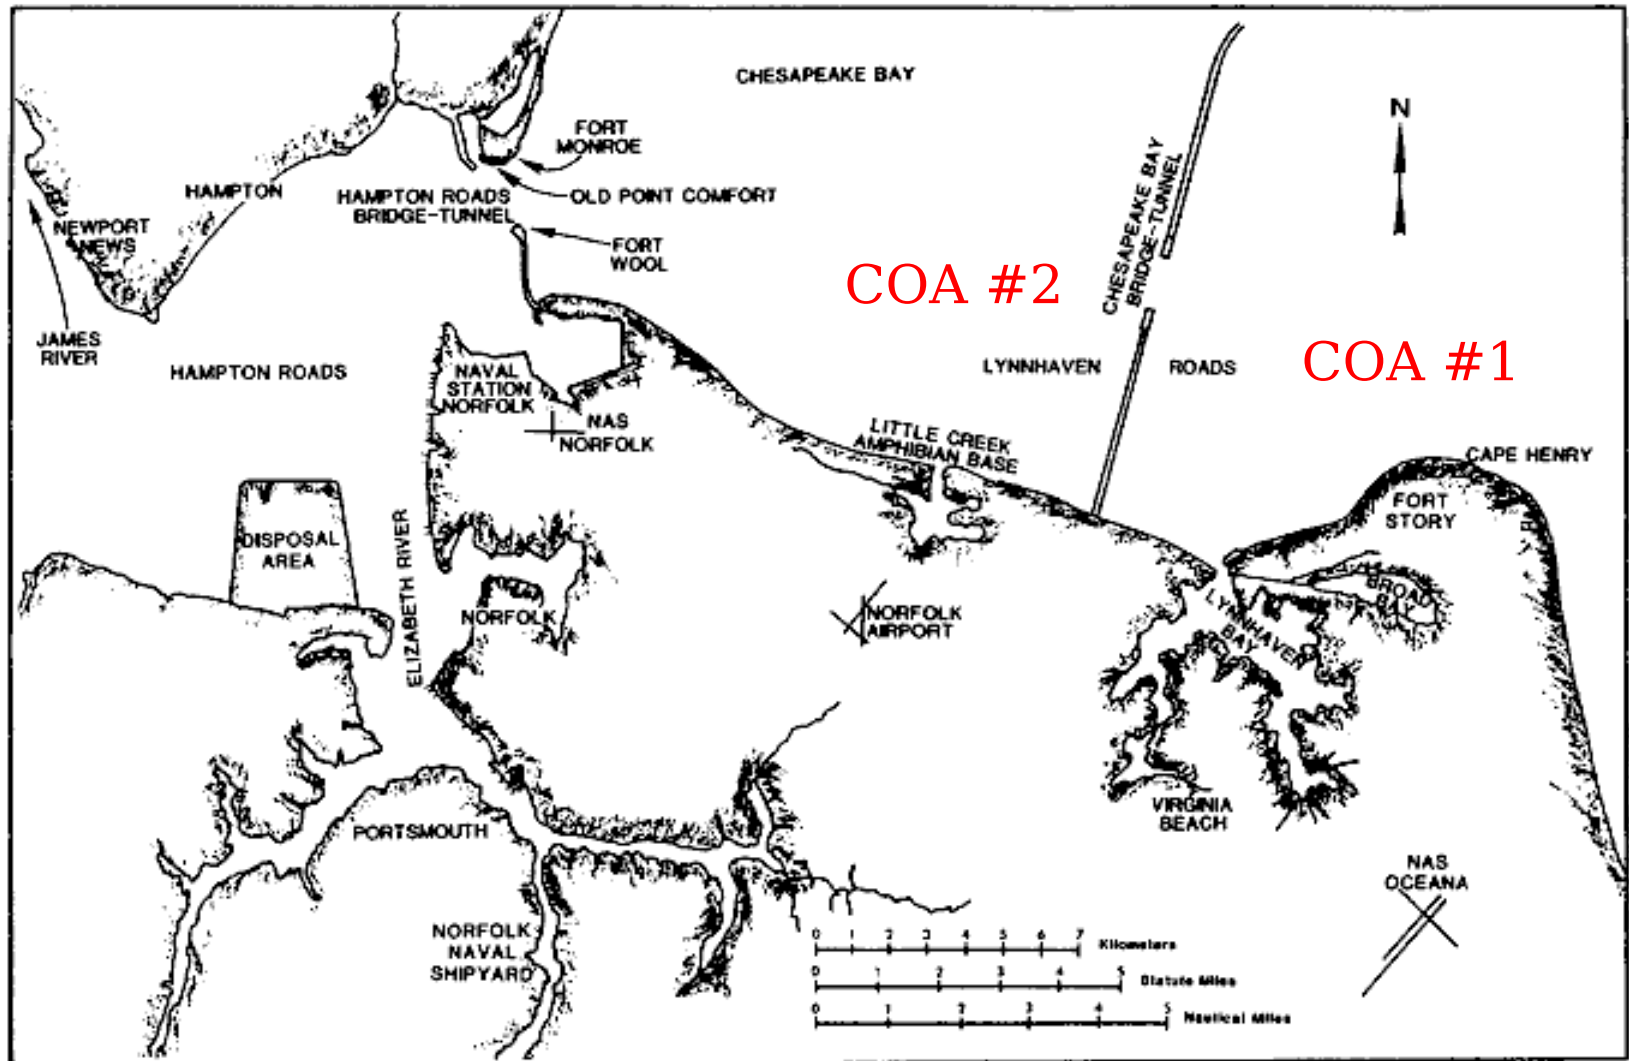 CHESAPEAKE BAY
N
FORT
MONROE
CHESAPEAKE BAY
BRIDGE-TUNNEL
HAMPTON
HAMPTON ROADS
BRIDGE-TUNNEL
OLD POINT COMFORT
NEWPORT
NEWS
FORT
WOOL
COA #2
JAMES
RIVER
HAMPTON ROADS
LYNNHAVEN
ROADS
COA #1
NAVAL
STATION
NORFOLK
NAS
NORFOLK
LITTLE CREEK
AMPHIBIAN BASE
CAPE HENRY
FORT
STORY
DISPOSAL
AREA
ELIZABETH RIVER
NORFOLK
NORFOLK
AIRPORT
BROAD
BAY
LYNNHAVEN
BAY
VIRGINIA
BEACH
PORTSMOUTH
NAS
OCEANA
NORFOLK
NAVAL
SHIPYARD
0 1 2 3 4 5 6 7 Kilometers
0 1 2 3 4 5 Statute Miles
0 1 2 3 4 5 Nautical Miles